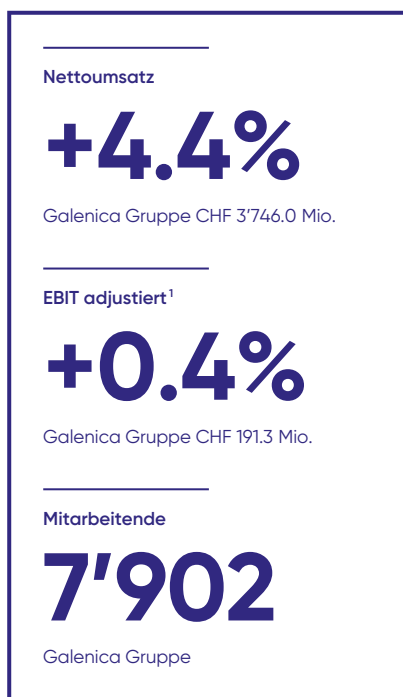 Nettoumsatz
+4.4%
Galenica Gruppe CHF 3’746.0 Mio.
EBIT adjustiert¹
+0.4%
Galenica Gruppe CHF 191.3 Mio.
Mitarbeitende
7’902
Galenica Gruppe